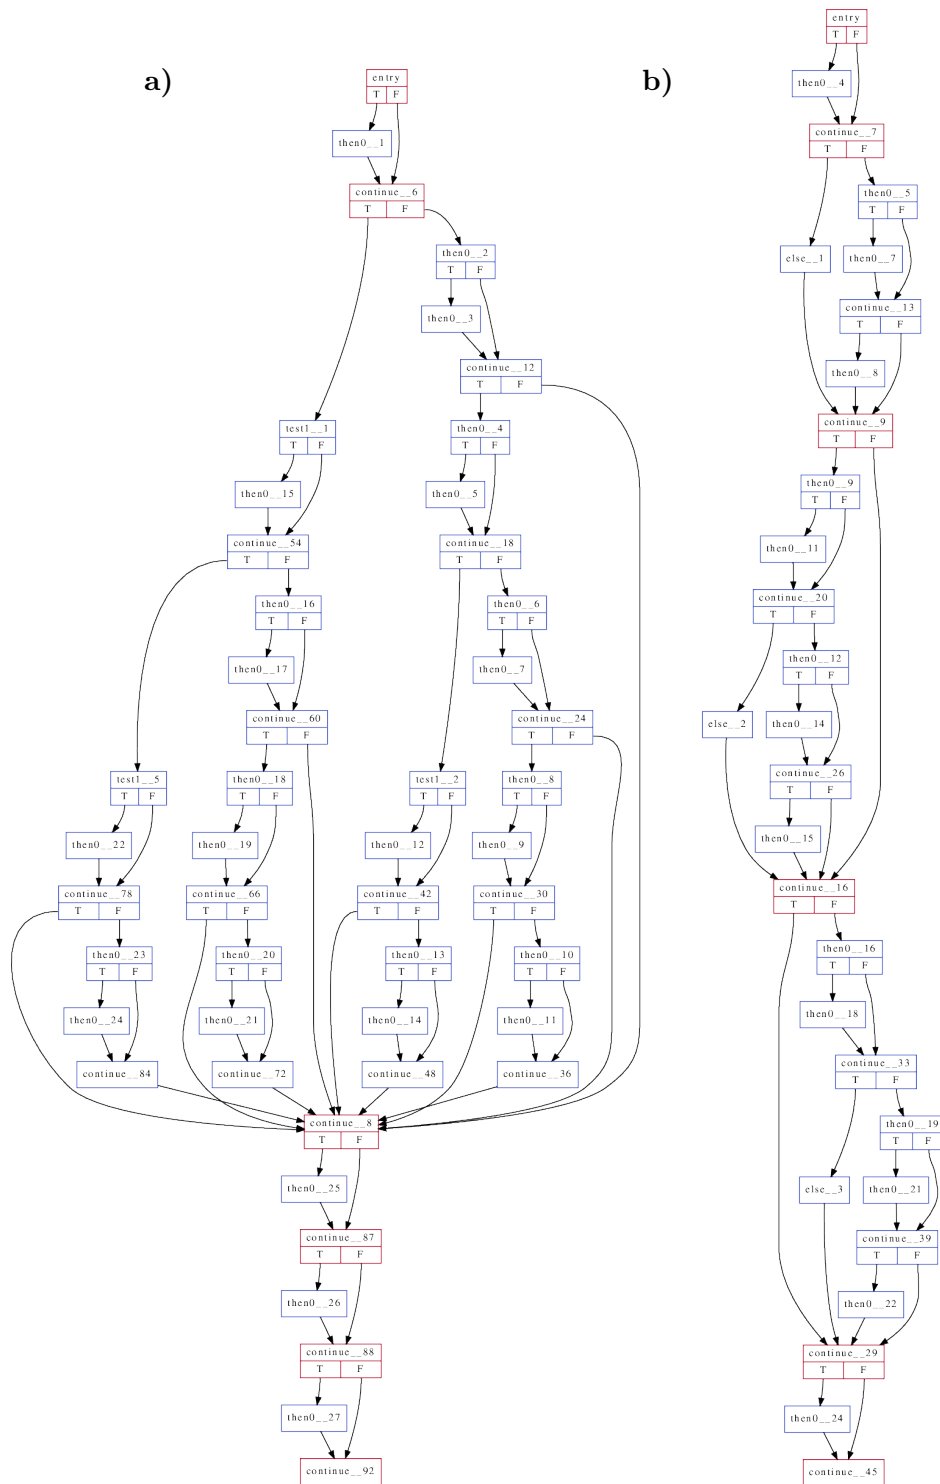 a)
entry
T F
then0__1
continue__6
T F
then0__2
T F
then0__3
continue__12
T F
test1__1
T F
then0__4
T F
then0__15
then0__5
continue__54
T F
continue__18
T F
then0__16
T F
then0__6
T F
then0__17
then0__7
continue__60
T F
continue__24
T F
test1__5
T F
then0__18
T F
test1__2
T F
then0__8
T F
then0__22
then0__19
then0__12
then0__9
continue__78
T F
continue__66
T F
continue__42
T F
continue__30
T F
then0__23
T F
then0__20
T F
then0__13
T F
then0__10
T F
then0__24
then0__21
then0__14
then0__11
continue__84
continue__72
continue__48
continue__36
continue__8
T F
then0__25
continue__87
T F
then0__26
continue__88
T F
then0__27
continue__92
b)
entry
T F
then0__4
continue__7
T F
then0__5
T F
else__1
then0__7
continue__13
T F
then0__8
continue__9
T F
then0__9
T F
then0__11
continue__20
T F
then0__12
T F
else__2
then0__14
continue__26
T F
then0__15
continue__16
T F
then0__16
T F
then0__18
continue__33
T F
then0__19
T F
else__3
then0__21
continue__39
T F
then0__22
continue__29
T F
then0__24
continue__45